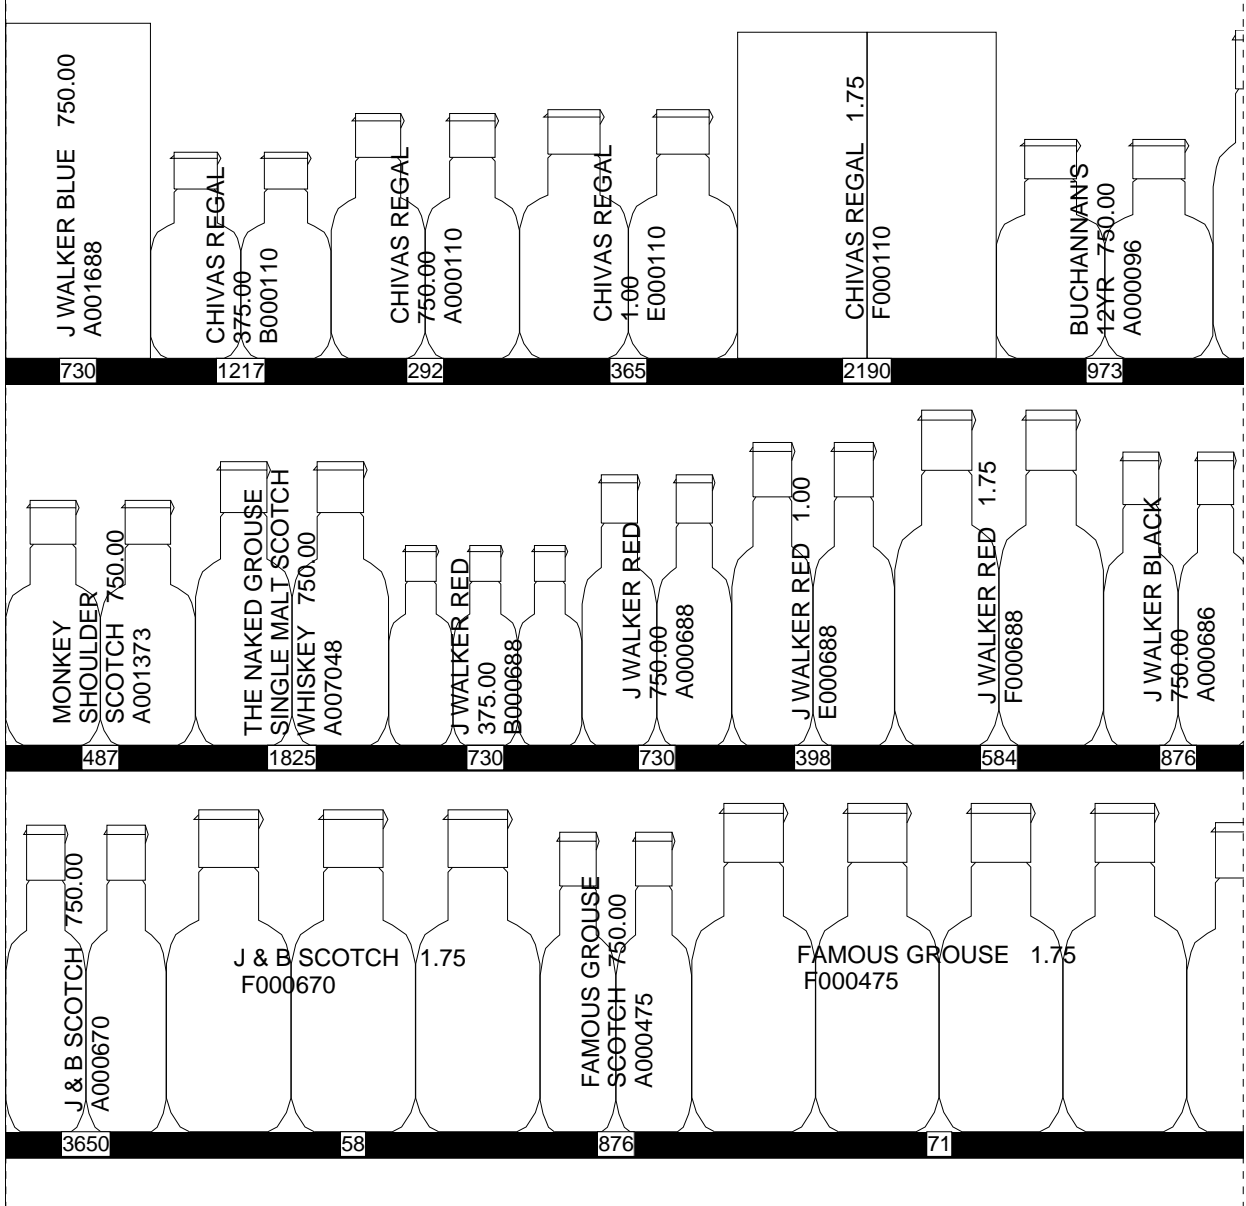 J WALKER BLUE 750.00
A001688
CHIVAS REGAL
375.00
B000110
CHIVAS REGAL
750.00
A000110
CHIVAS REGAL
1.00
E000110
CHIVAS REGAL 1.75
F000110
BUCHANNAN'S
12YR 750.00
A000096
730
1217
292
365
2190
973
MONKEY
SHOULDER
SCOTCH 750.00
A001373
THE NAKED GROUSE
SINGLE MALT SCOTCH
WHISKEY 750.00
A007048
J WALKER RED
375.00
B000688
J WALKER RED
750.00
A000688
J WALKER RED 1.00
E000688
J WALKER RED 1.75
F000688
J WALKER BLACK
750.00
A000686
487
1825
730
730
398
584
876
J & B SCOTCH 750.00
A000670
J & B SCOTCH 1.75
F000670
FAMOUS GROUSE
SCOTCH 750.00
A000475
FAMOUS GROUSE 1.75
F000475
3650
58
876
71